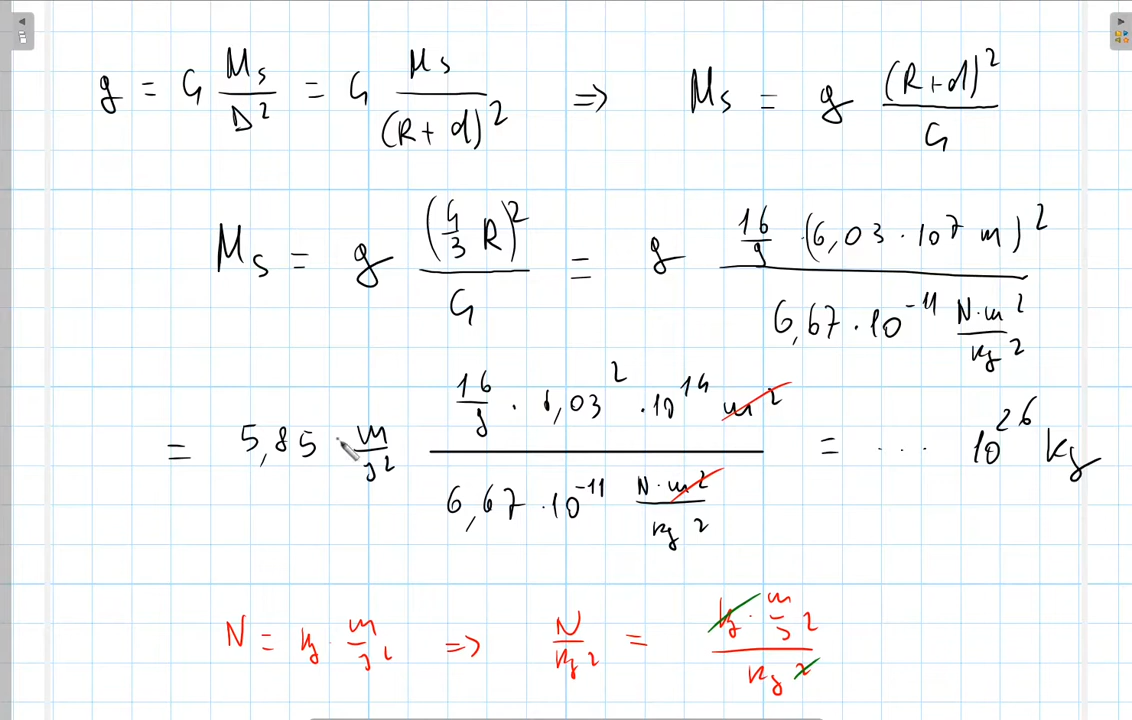 g = G Ms/D² = G Ms/(R+d)² ⇒ Ms = g (R+d)²/G
Ms = g (4/3 R)²/G = g 16/9 · (6,03 · 10⁷ m)² / 6,67 · 10⁻¹¹ N·m²/kg²
= 5,85 · m/s² 16/9 · 6,03² · 10¹⁴ m² / 6,67 · 10⁻¹¹ N·m²/kg² = ... 10²⁶ kg
N = kg · m/s² ⇒ N/kg² = kg · m/s² / kg²